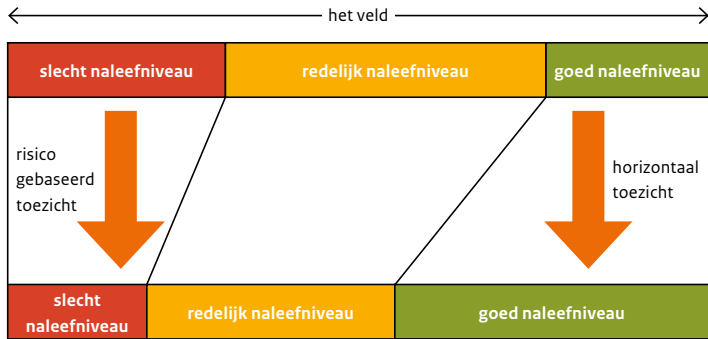 het veld
slecht naleefniveau
redelijk naleefniveau
goed naleefniveau
risico
gebaseerd
toezicht
horizontaal
toezicht
slecht
naleefniveau
redelijk naleefniveau
goed naleefniveau